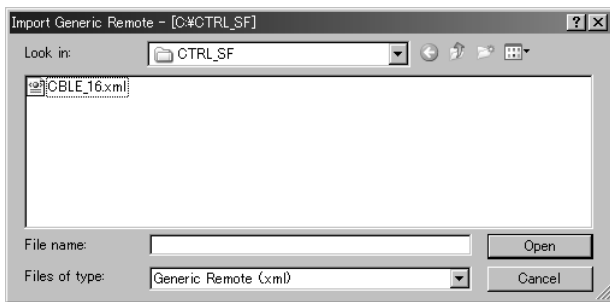 Import Generic Remote - [C:¥CTRL_SF]
Look in: CTRL_SF
CBLE_16.xml
File name: Open
Files of type: Generic Remote (xml) Cancel